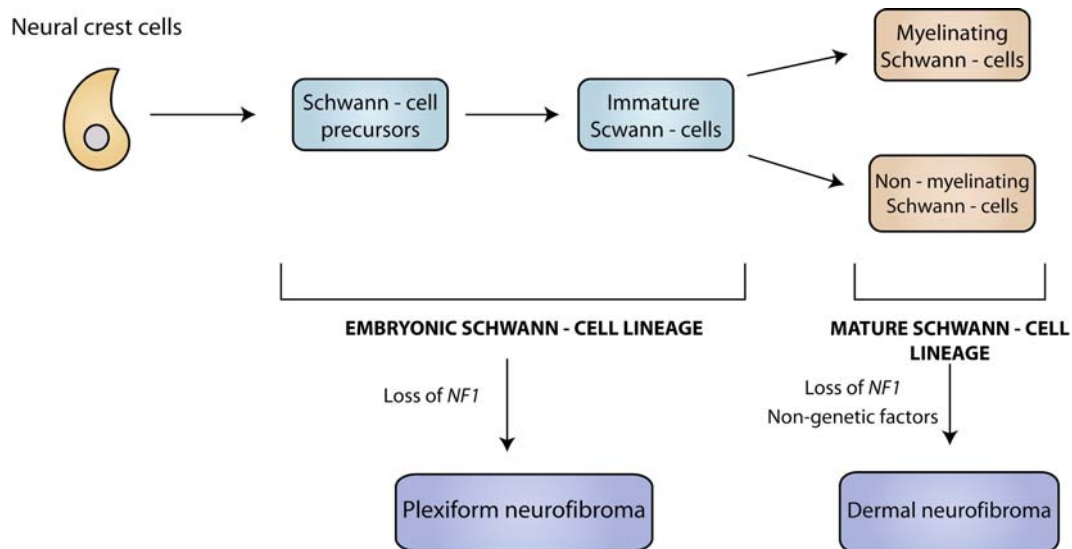 Neural crest cells
Schwann - cell
precursors
Immature
Scwann - cells
Myelinating
Schwann - cells
Non - myelinating
Schwann - cells
EMBRYONIC SCHWANN - CELL LINEAGE
MATURE SCHWANN - CELL
LINEAGE
Loss of NF1
Loss of NF1
Non-genetic factors
Plexiform neurofibroma
Dermal neurofibroma